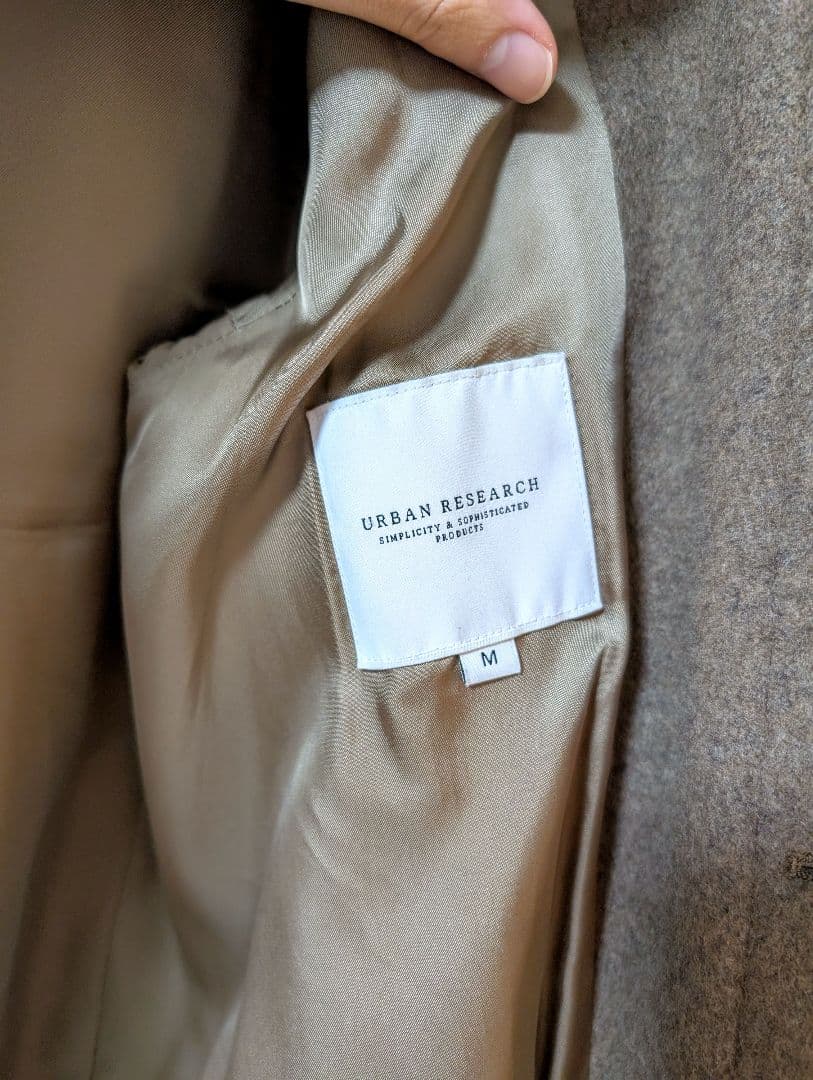 URBAN RESEARCH
SIMPLICITY & SOPHISTICATED
PRODUCTS
M